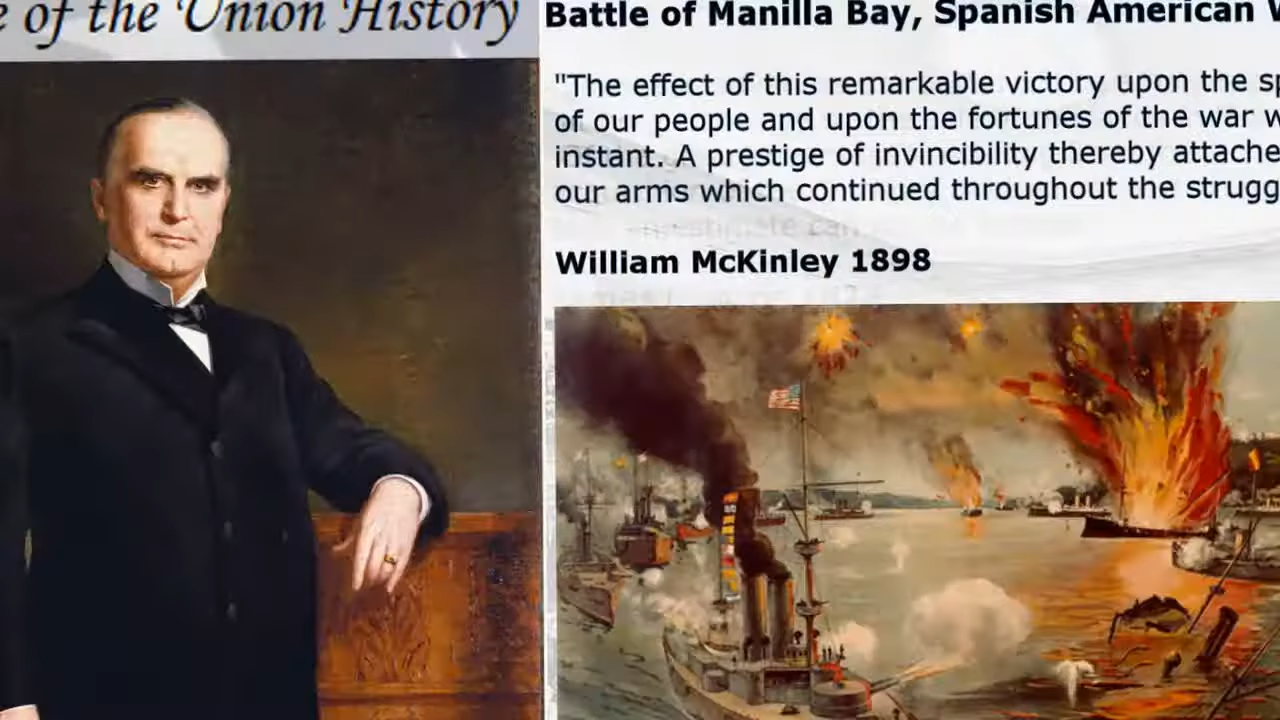 e of the Union History
Battle of Manilla Bay, Spanish American W
"The effect of this remarkable victory upon the sp
of our people and upon the fortunes of the war w
instant. A prestige of invincibility thereby attache
our arms which continued throughout the strugg
William McKinley 1898